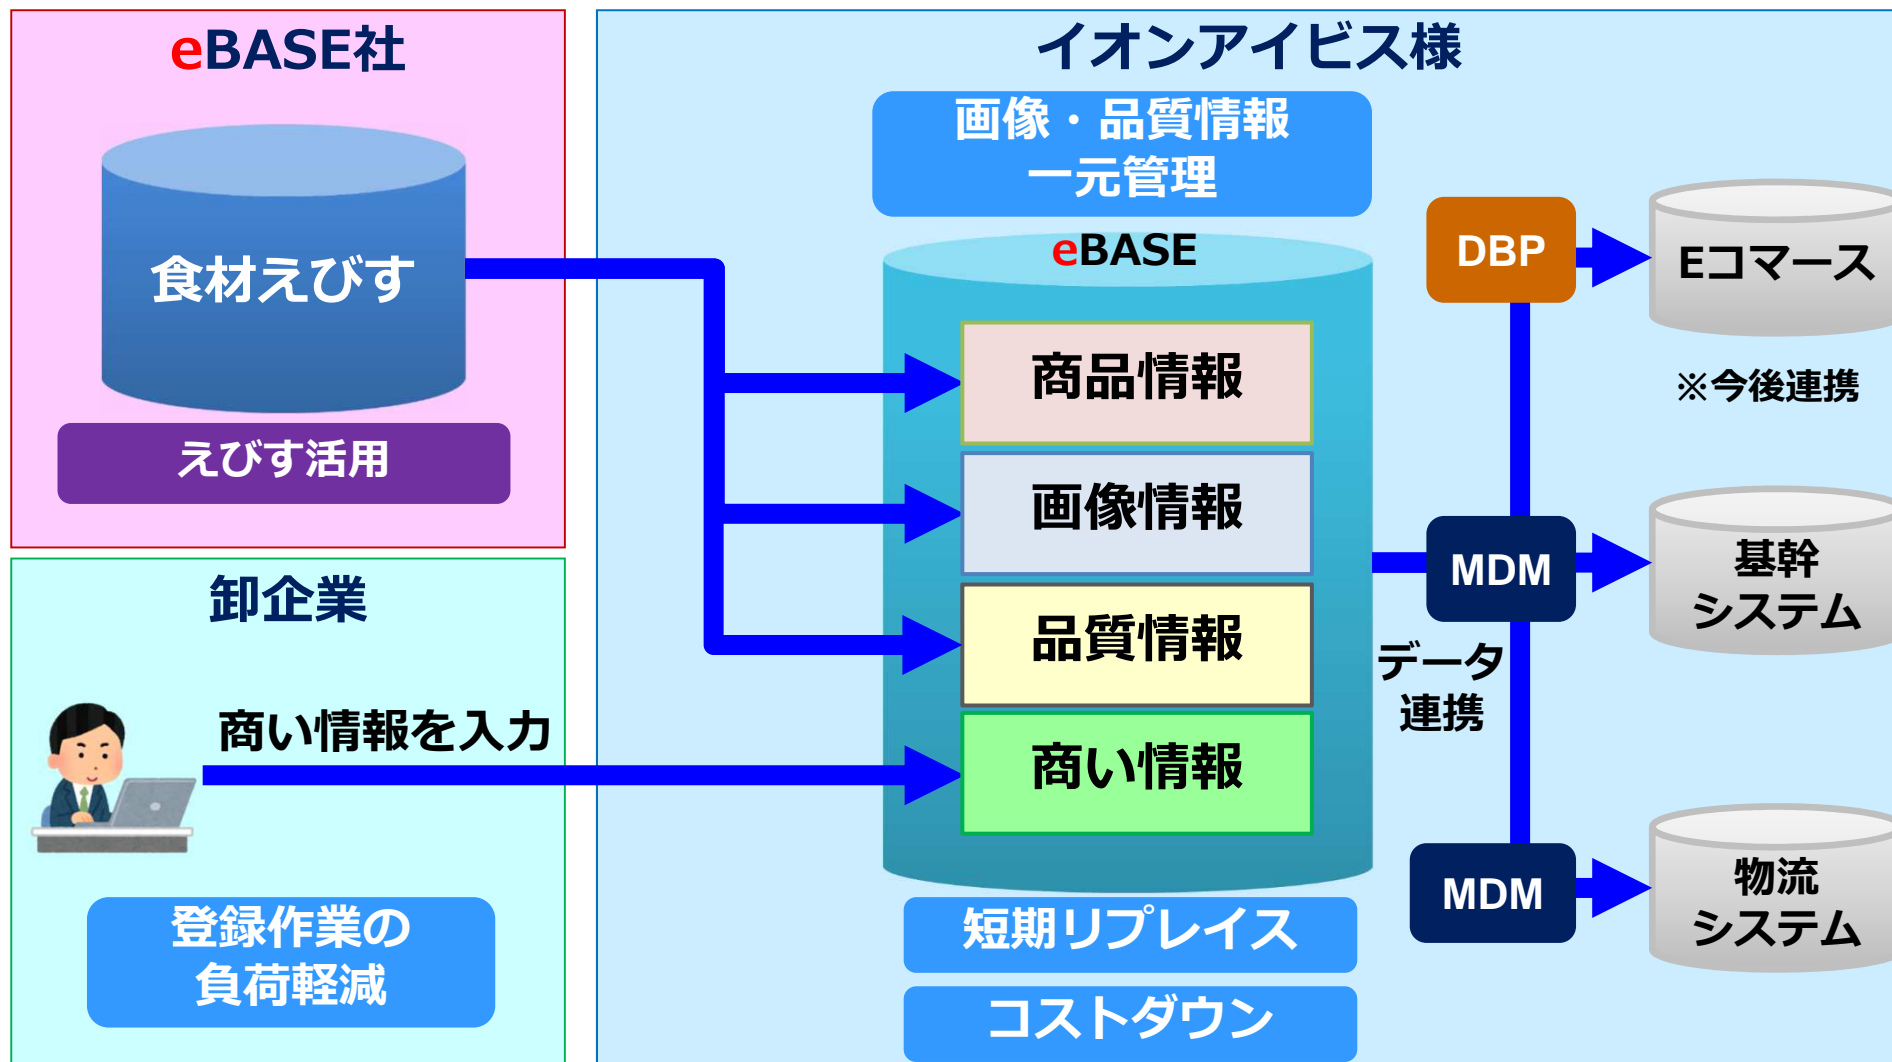 eBASE社
食材えびす
えびす活用
卸企業
商い情報を入力
登録作業の
負荷軽減
イオンアイビス様
画像・品質情報
一元管理
eBASE
商品情報
画像情報
品質情報
商い情報
短期リプレイス
コストダウン
データ
連携
DBP
Eコマース
※今後連携
MDM
基幹
システム
MDM
物流
システム